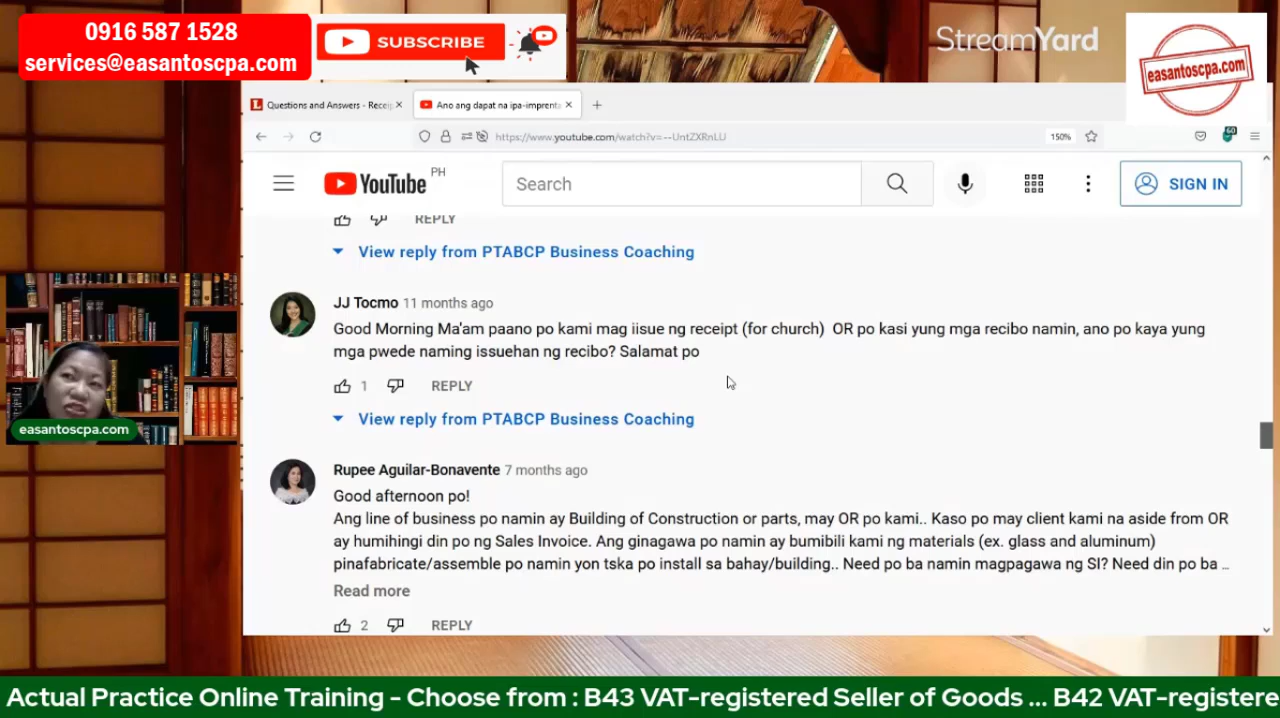 0916 587 1528
services@easantoscpa.com
SUBSCRIBE
StreamYard
easantoscpa.com
Questions and Answers - Receip
Ano ang dapat na ipa-imprenta
https://www.youtube.com/watch?v=--UntZXRnLU
150%
60
YouTube PH
Search
SIGN IN
REPLY
View reply from PTABCP Business Coaching
JJ Tocmo 11 months ago
Good Morning Ma'am paano po kami mag iisue ng receipt (for church) OR po kasi yung mga recibo namin, ano po kaya yung
mga pwede naming issuehan ng recibo? Salamat po
1 REPLY
View reply from PTABCP Business Coaching
easantoscpa.com
Rupee Aguilar-Bonavente 7 months ago
Good afternoon po!
Ang line of business po namin ay Building of Construction or parts, may OR po kami.. Kaso po may client kami na aside from OR
ay humihingi din po ng Sales Invoice. Ang ginagawa po namin ay bumibili kami ng materials (ex. glass and aluminum)
pinafabricate/assemble po namin yon tska po install sa bahay/building.. Need po ba namin magpagawa ng SI? Need din po ba ..
Read more
2 REPLY
Actual Practice Online Training - Choose from : B43 VAT-registered Seller of Goods ... B42 VAT-registere